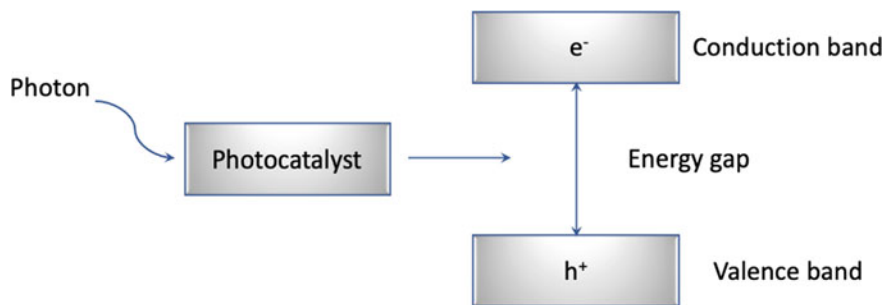 e⁻
Conduction band
Photon
Photocatalyst
Energy gap
h⁺
Valence band